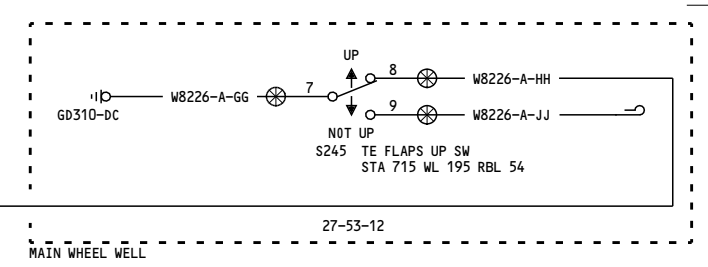 UP
8
W8226-A-HH
W8226-A-GG
7
GD310-DC
9
W8226-A-JJ
NOT UP
S245 TE FLAPS UP SW
STA 715 WL 195 RBL 54
27-53-12
MAIN WHEEL WELL